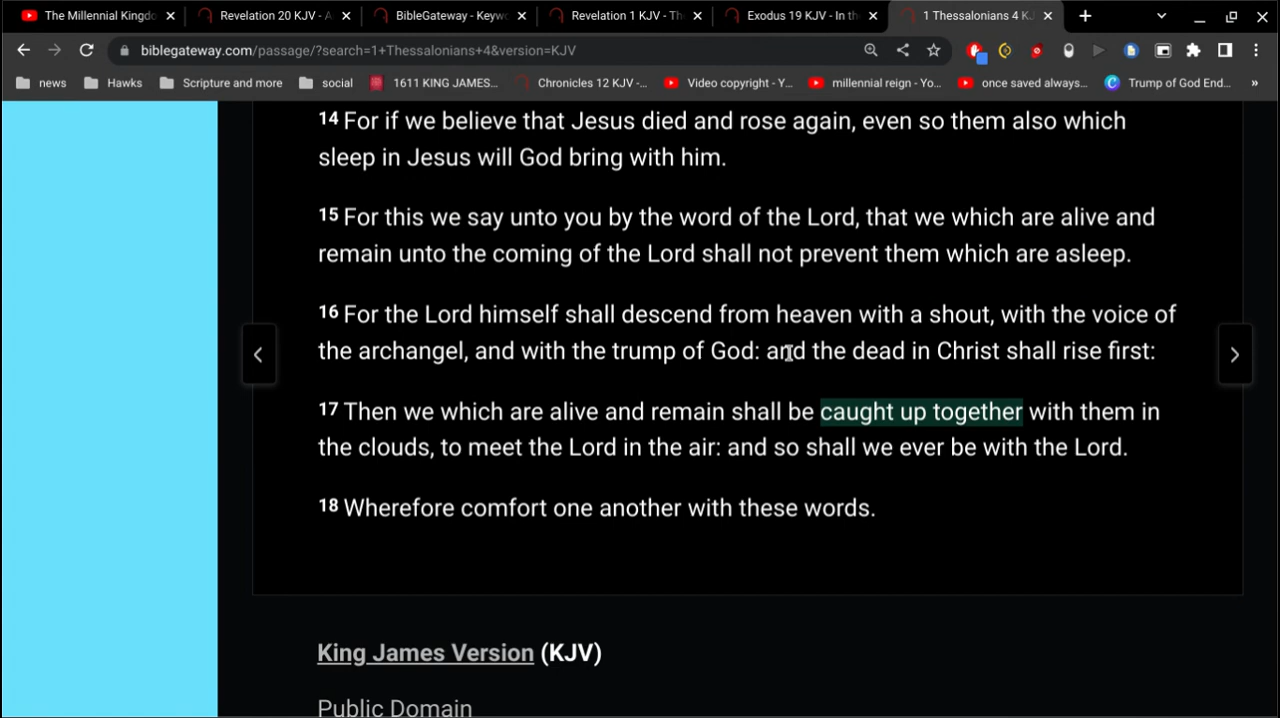 The Millennial Kingdo
Revelation 20 KJV - A
BibleGateway - Keyw
Revelation 1 KJV - Th
Exodus 19 KJV - In th
1 Thessalonians 4 KJ
biblegateway.com/passage/?search=1+Thessalonians+4&version=KJV
news
Hawks
Scripture and more
social
1611 KING JAMES...
Chronicles 12 KJV -...
Video copyright - Y...
millennial reign - Yo...
once saved always...
Trump of God End...
»
14 For if we believe that Jesus died and rose again, even so them also which
sleep in Jesus will God bring with him.
15 For this we say unto you by the word of the Lord, that we which are alive and
remain unto the coming of the Lord shall not prevent them which are asleep.
16 For the Lord himself shall descend from heaven with a shout, with the voice of
the archangel, and with the trump of God: and the dead in Christ shall rise first:
17 Then we which are alive and remain shall be caught up together with them in
the clouds, to meet the Lord in the air: and so shall we ever be with the Lord.
18 Wherefore comfort one another with these words.
King James Version (KJV)
Public Domain